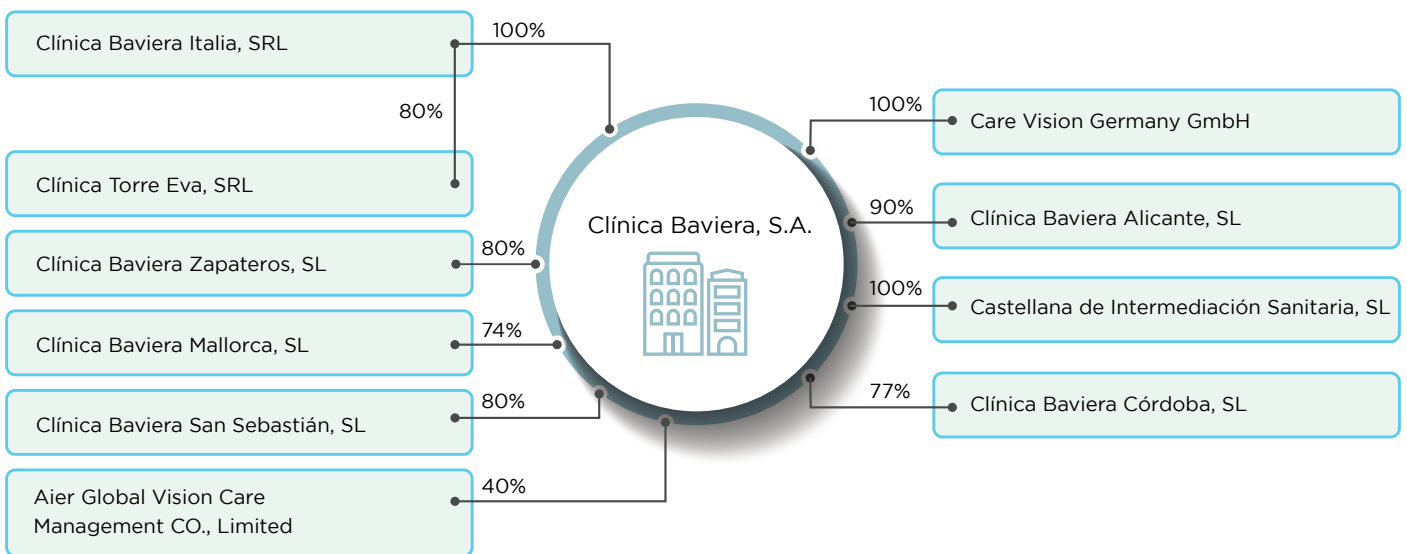 Clínica Baviera Italia, SRL
100%
80%
Clínica Torre Eva, SRL
Clínica Baviera Zapateros, SL
80%
Clínica Baviera Mallorca, SL
74%
Clínica Baviera San Sebastián, SL
80%
Aier Global Vision Care
Management CO., Limited
40%
Clínica Baviera, S.A.
100%
Care Vision Germany GmbH
90%
Clínica Baviera Alicante, SL
100%
Castellana de Intermediación Sanitaria, SL
77%
Clínica Baviera Córdoba, SL